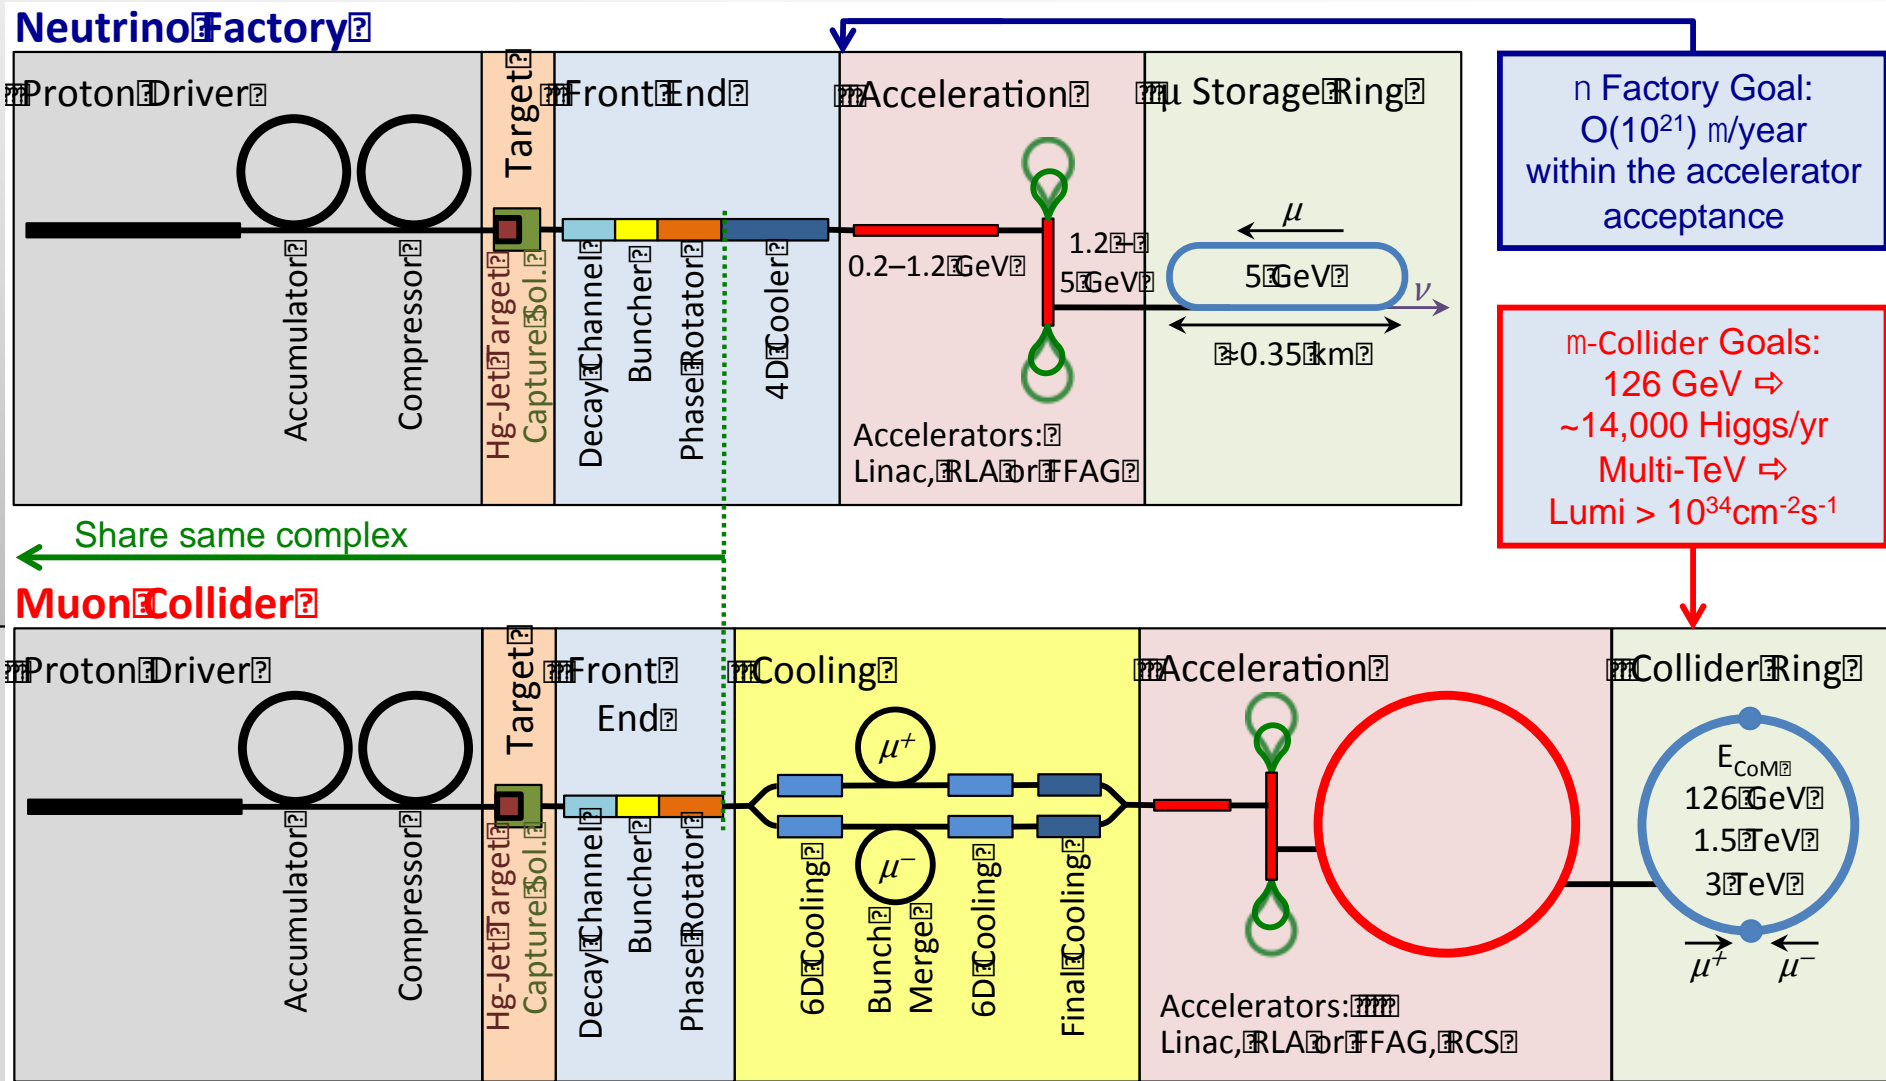 Neutrino Factory
Proton Driver
Target
Front End
Acceleration
μ Storage Ring
Accumulator
Compressor
Hg-Jet Target
Capture Sol.
Decay Channel
Buncher
Phase Rotator
4D Cooler
0.2–1.2 GeV
1.2 –
5 GeV
μ
5 GeV
ν
≈0.35 km
Accelerators:
Linac, RLA or FFAG
n Factory Goal:
O(10²¹) m/year
within the accelerator
acceptance
m-Collider Goals:
126 GeV ⇨
~14,000 Higgs/yr
Multi-TeV ⇨
Lumi > 10³⁴cm⁻²s⁻¹
Share same complex
Muon Collider
Proton Driver
Target
Front
End
Cooling
Acceleration
Collider Ring
Accumulator
Compressor
Hg-Jet Target
Capture Sol.
Decay Channel
Buncher
Phase Rotator
6D Cooling
μ⁺
μ⁻
Bunch
Merge
6D Cooling
Final Cooling
Accelerators:
Linac, RLA or FFAG, RCS
E_CoM
126 GeV
1.5 TeV
3 TeV
μ⁺
μ⁻